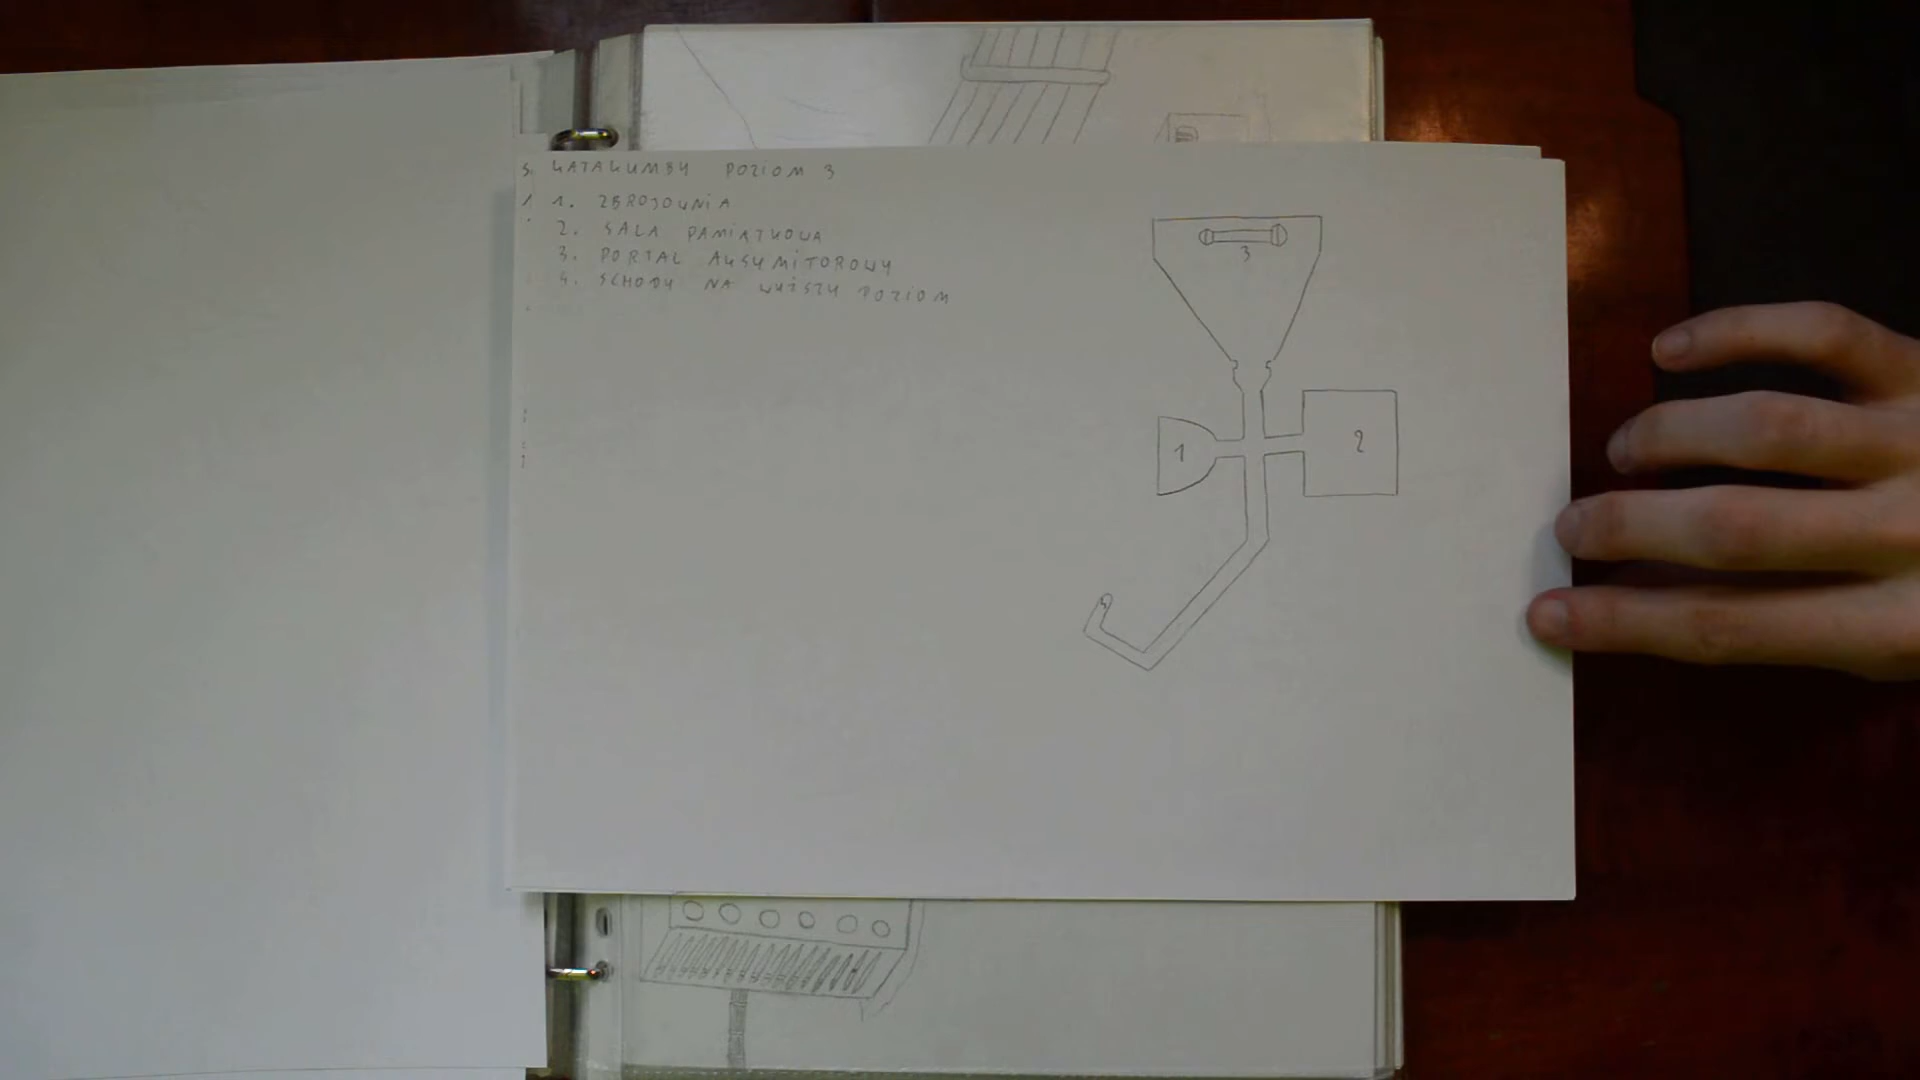 KATAKUMBY POZIOM 3
1. ZBROJOWNIA
2. SALA PAMIĄTKOWA
3. PORTAL AKSYMITOROWY
4. SCHODY NA WYŻSZY POZIOM
3
1
2
4